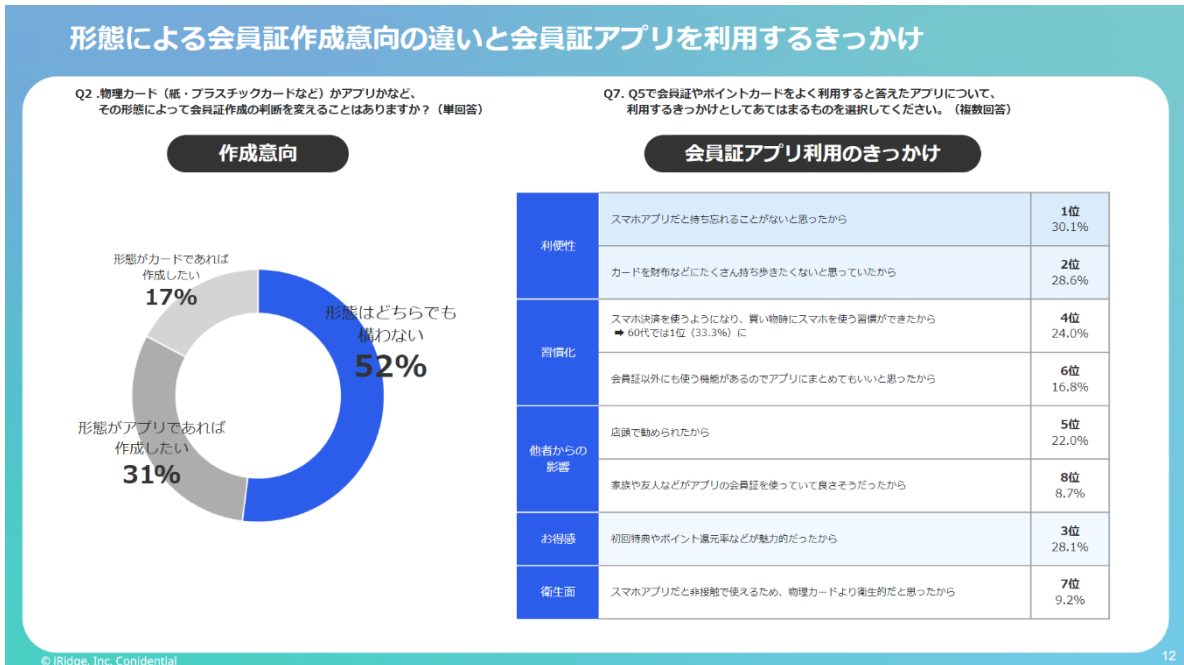 形態による会員証作成意向の違いと会員証アプリを利用するきっかけ
Q2 .物理カード（紙・プラスチックカードなど）かアプリかなど、
その形態によって会員証作成の判断を変えることはありますか？（単回答）
作成意向
形態がカードであれば
作成したい
17%
形態はどちらでも
構わない
52%
形態がアプリであれば
作成したい
31%
Q7. Q5で会員証やポイントカードをよく利用すると答えたアプリについて、
利用するきっかけとしてあてはまるものを選択してください。（複数回答）
会員証アプリ利用のきっかけ
利便性
スマホアプリだと持ち忘れることがないと思ったから
1位
30.1%
カードを財布などにたくさん持ち歩きたくないと思っていたから
2位
28.6%
習慣化
スマホ決済を使うようになり、買い物時にスマホを使う習慣ができたから
➡ 60代では1位（33.3%）に
4位
24.0%
会員証以外にも使う機能があるのでアプリにまとめてもいいと思ったから
6位
16.8%
他者からの
影響
店頭で勧められたから
5位
22.0%
家族や友人などがアプリの会員証を使っていて良さそうだったから
8位
8.7%
お得感
初回特典やポイント還元率などが魅力的だったから
3位
28.1%
衛生面
スマホアプリだと非接触で使えるため、物理カードより衛生的だと思ったから
7位
9.2%
© iRidge, Inc. Conidential
12